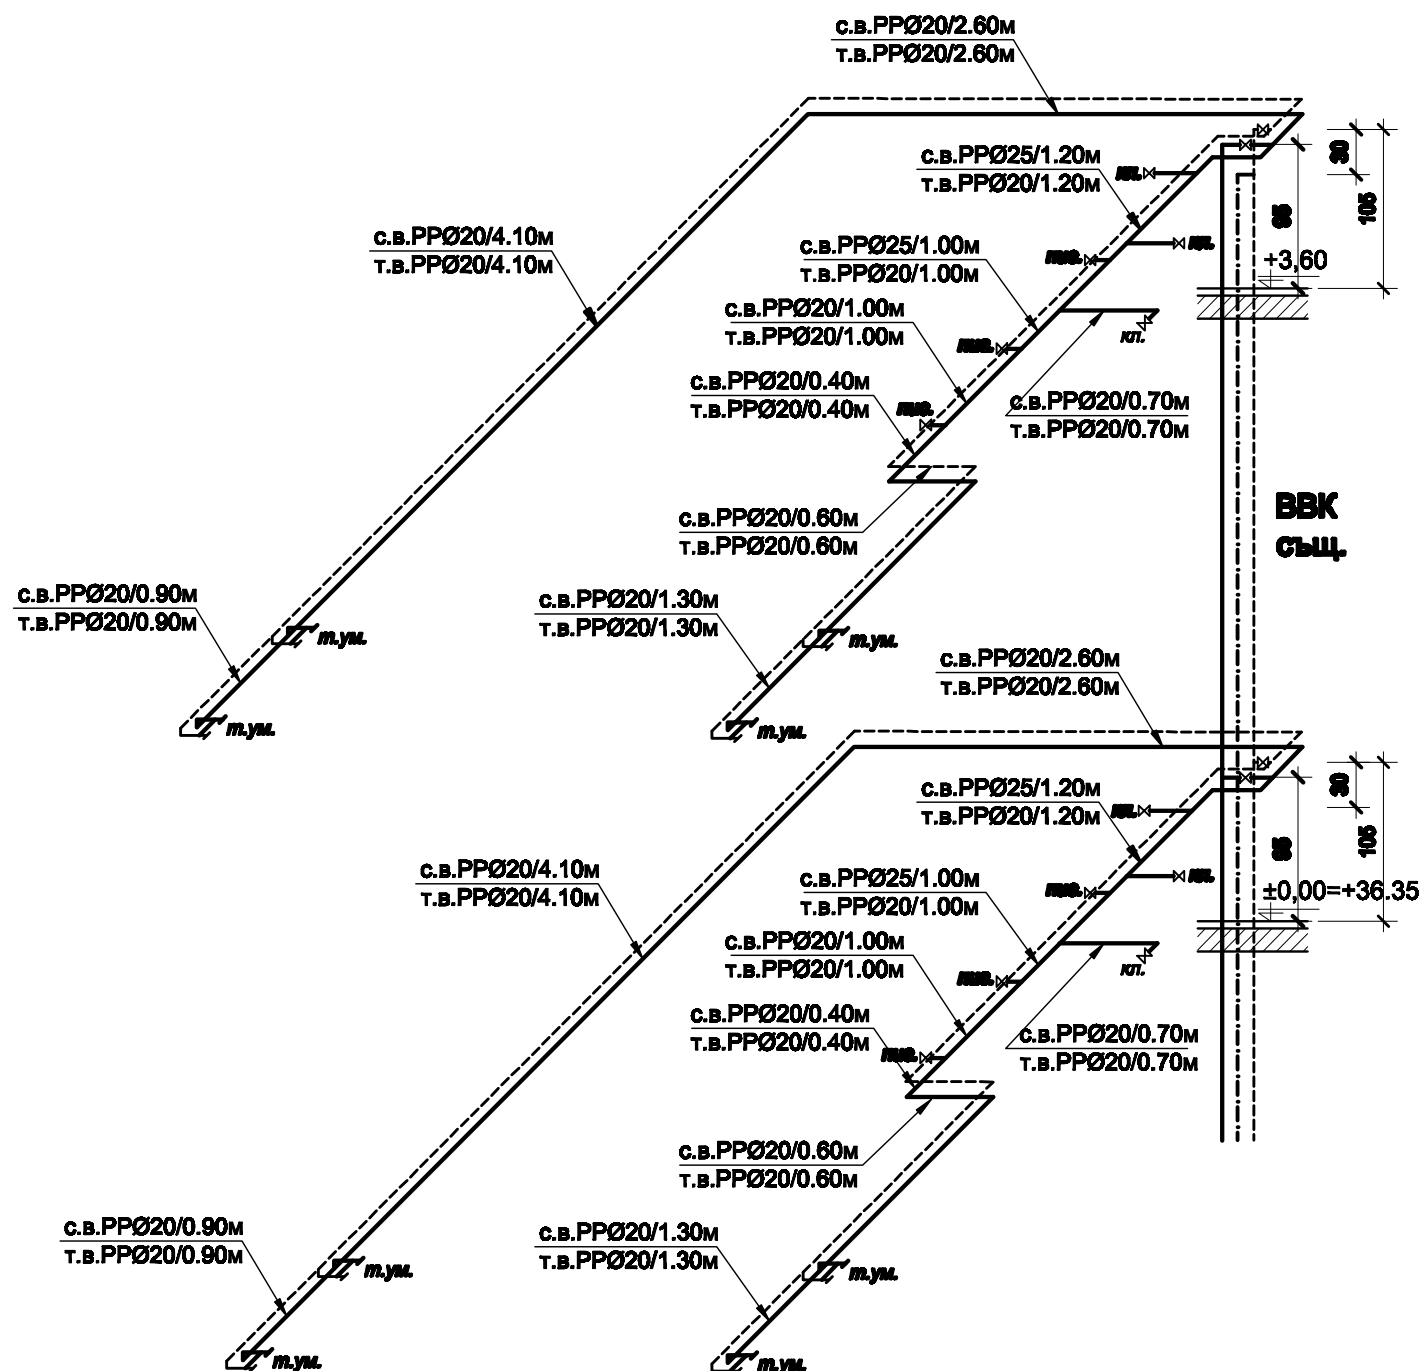 с.в.PPØ20/2.60м
т.в.PPØ20/2.60м
с.в.PPØ25/1.20м
т.в.PPØ20/1.20м
кл.
30
95
105
с.в.PPØ20/4.10м
т.в.PPØ20/4.10м
с.в.PPØ25/1.00м
т.в.PPØ20/1.00м
кл.
пис.
+3,60
с.в.PPØ20/1.00м
т.в.PPØ20/1.00м
пис.
кл.
с.в.PPØ20/0.40м
т.в.PPØ20/0.40м
пис.
с.в.PPØ20/0.70м
т.в.PPØ20/0.70м
с.в.PPØ20/0.60м
т.в.PPØ20/0.60м
ВВК
същ.
с.в.PPØ20/0.90м
т.в.PPØ20/0.90м
т.ум.
с.в.PPØ20/1.30м
т.в.PPØ20/1.30м
т.ум.
т.ум.
т.ум.
с.в.PPØ20/2.60м
т.в.PPØ20/2.60м
с.в.PPØ25/1.20м
т.в.PPØ20/1.20м
кл.
30
95
105
с.в.PPØ20/4.10м
т.в.PPØ20/4.10м
с.в.PPØ25/1.00м
т.в.PPØ20/1.00м
пис.
кл.
±0,00=+36.35
с.в.PPØ20/1.00м
т.в.PPØ20/1.00м
пис.
кл.
с.в.PPØ20/0.40м
т.в.PPØ20/0.40м
пис.
с.в.PPØ20/0.70м
т.в.PPØ20/0.70м
с.в.PPØ20/0.60м
т.в.PPØ20/0.60м
с.в.PPØ20/0.90м
т.в.PPØ20/0.90м
т.ум.
с.в.PPØ20/1.30м
т.в.PPØ20/1.30м
т.ум.
т.ум.
т.ум.